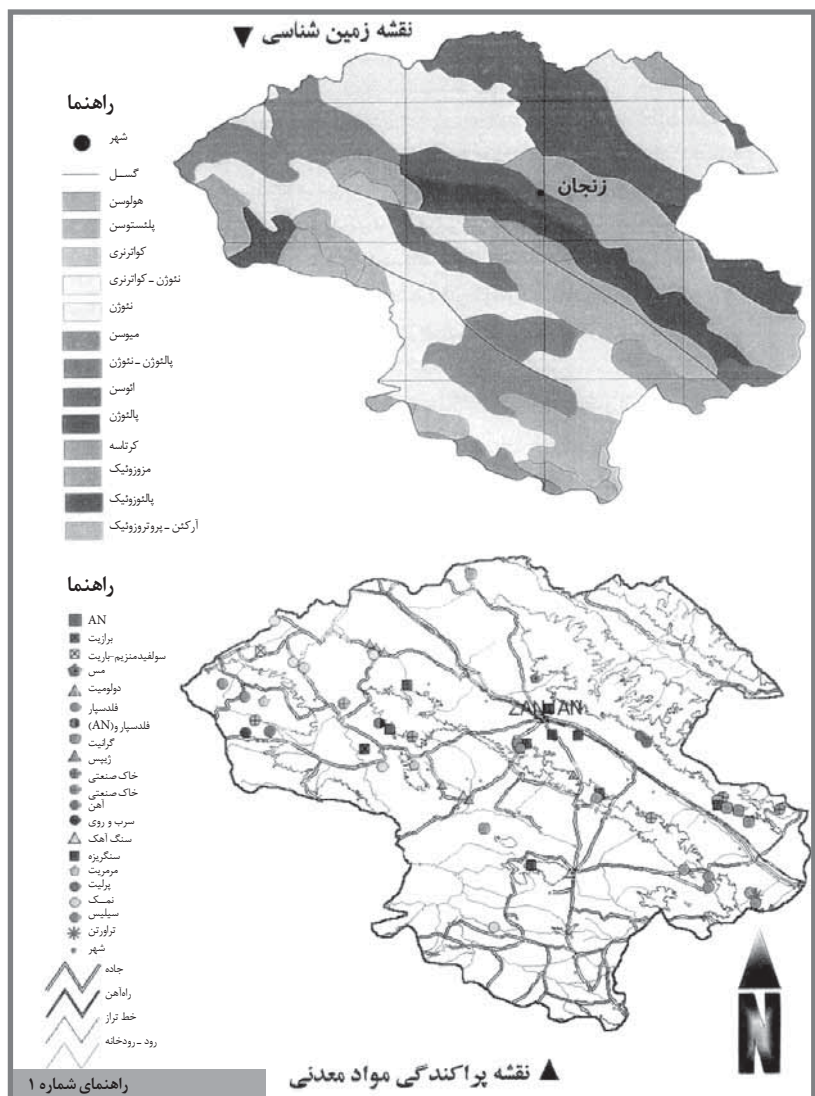 نقشه زمین شناسی ▼
راهنما
شهر
گسـل
هولوسن
پلئستوسن
کواترنری
نئوژن ـ کواترنری
نئوژن
میوسن
پالئوژن ـ نئوژن
ائوسن
پالئوژن
کرتاسه
مزوزوئیک
پالئوزوئیک
آرکئن ـ پروتروزوئیک
زنجان
راهنما
AN
برازیت
سولفیدمنزیم-باریت
مس
دولومیت
فلدسپار
فلدسپار و(AN)
گرانیت
ژیپس
خاک صنعتی
خاک صنعتی
آهن
سرب و روی
سنگ آهک
سنگریزه
مرمریت
پرلیت
نمـک
سیلیس
تراورتن
شهر
جاده
راه‌آهن
خط تراز
رود ـ رودخانه
N
▲ نقشه پراکندگی مواد معدنی
راهنمای شماره ۱